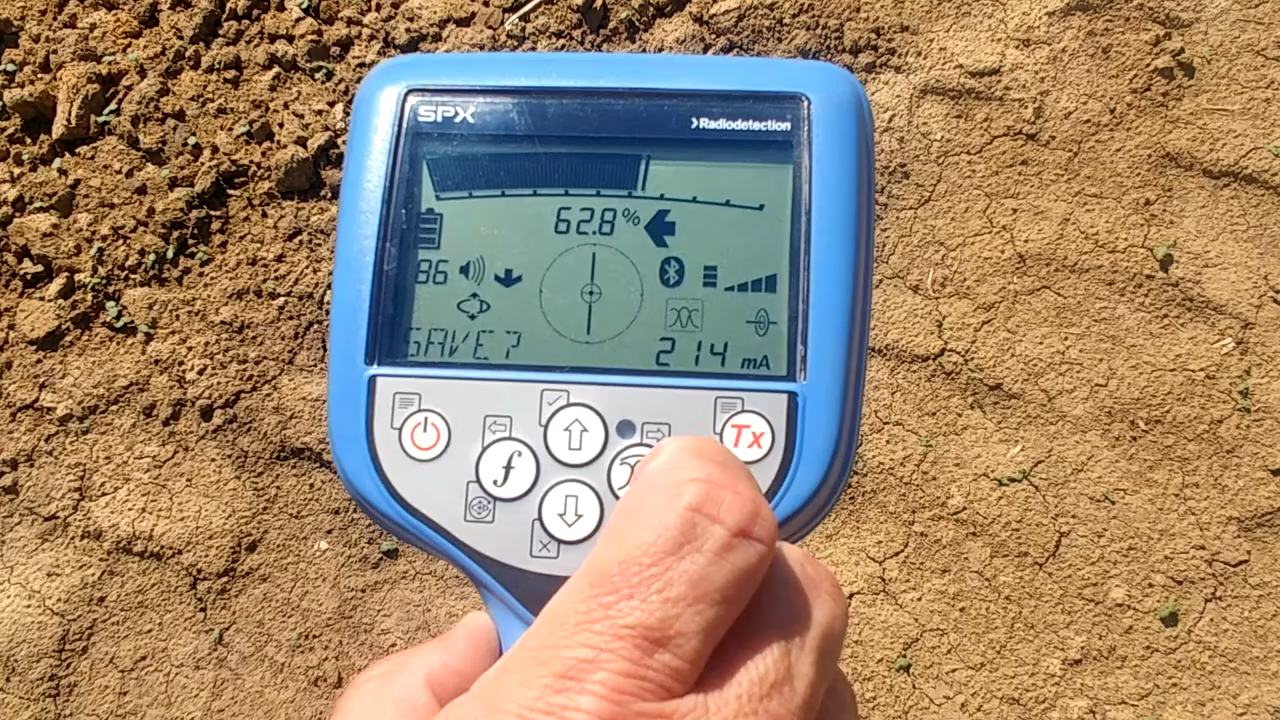 SPX
Radiodetection
62.8%
86
SAVE?
214 mA
f
Tx